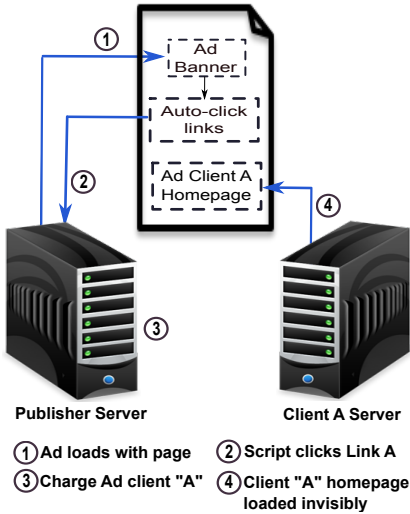 ① Ad
Banner
Auto-click
links
② Ad Client A
Homepage
④
③
Publisher Server Client A Server
① Ad loads with page ② Script clicks Link A
③ Charge Ad client "A" ④ Client "A" homepage
loaded invisibly